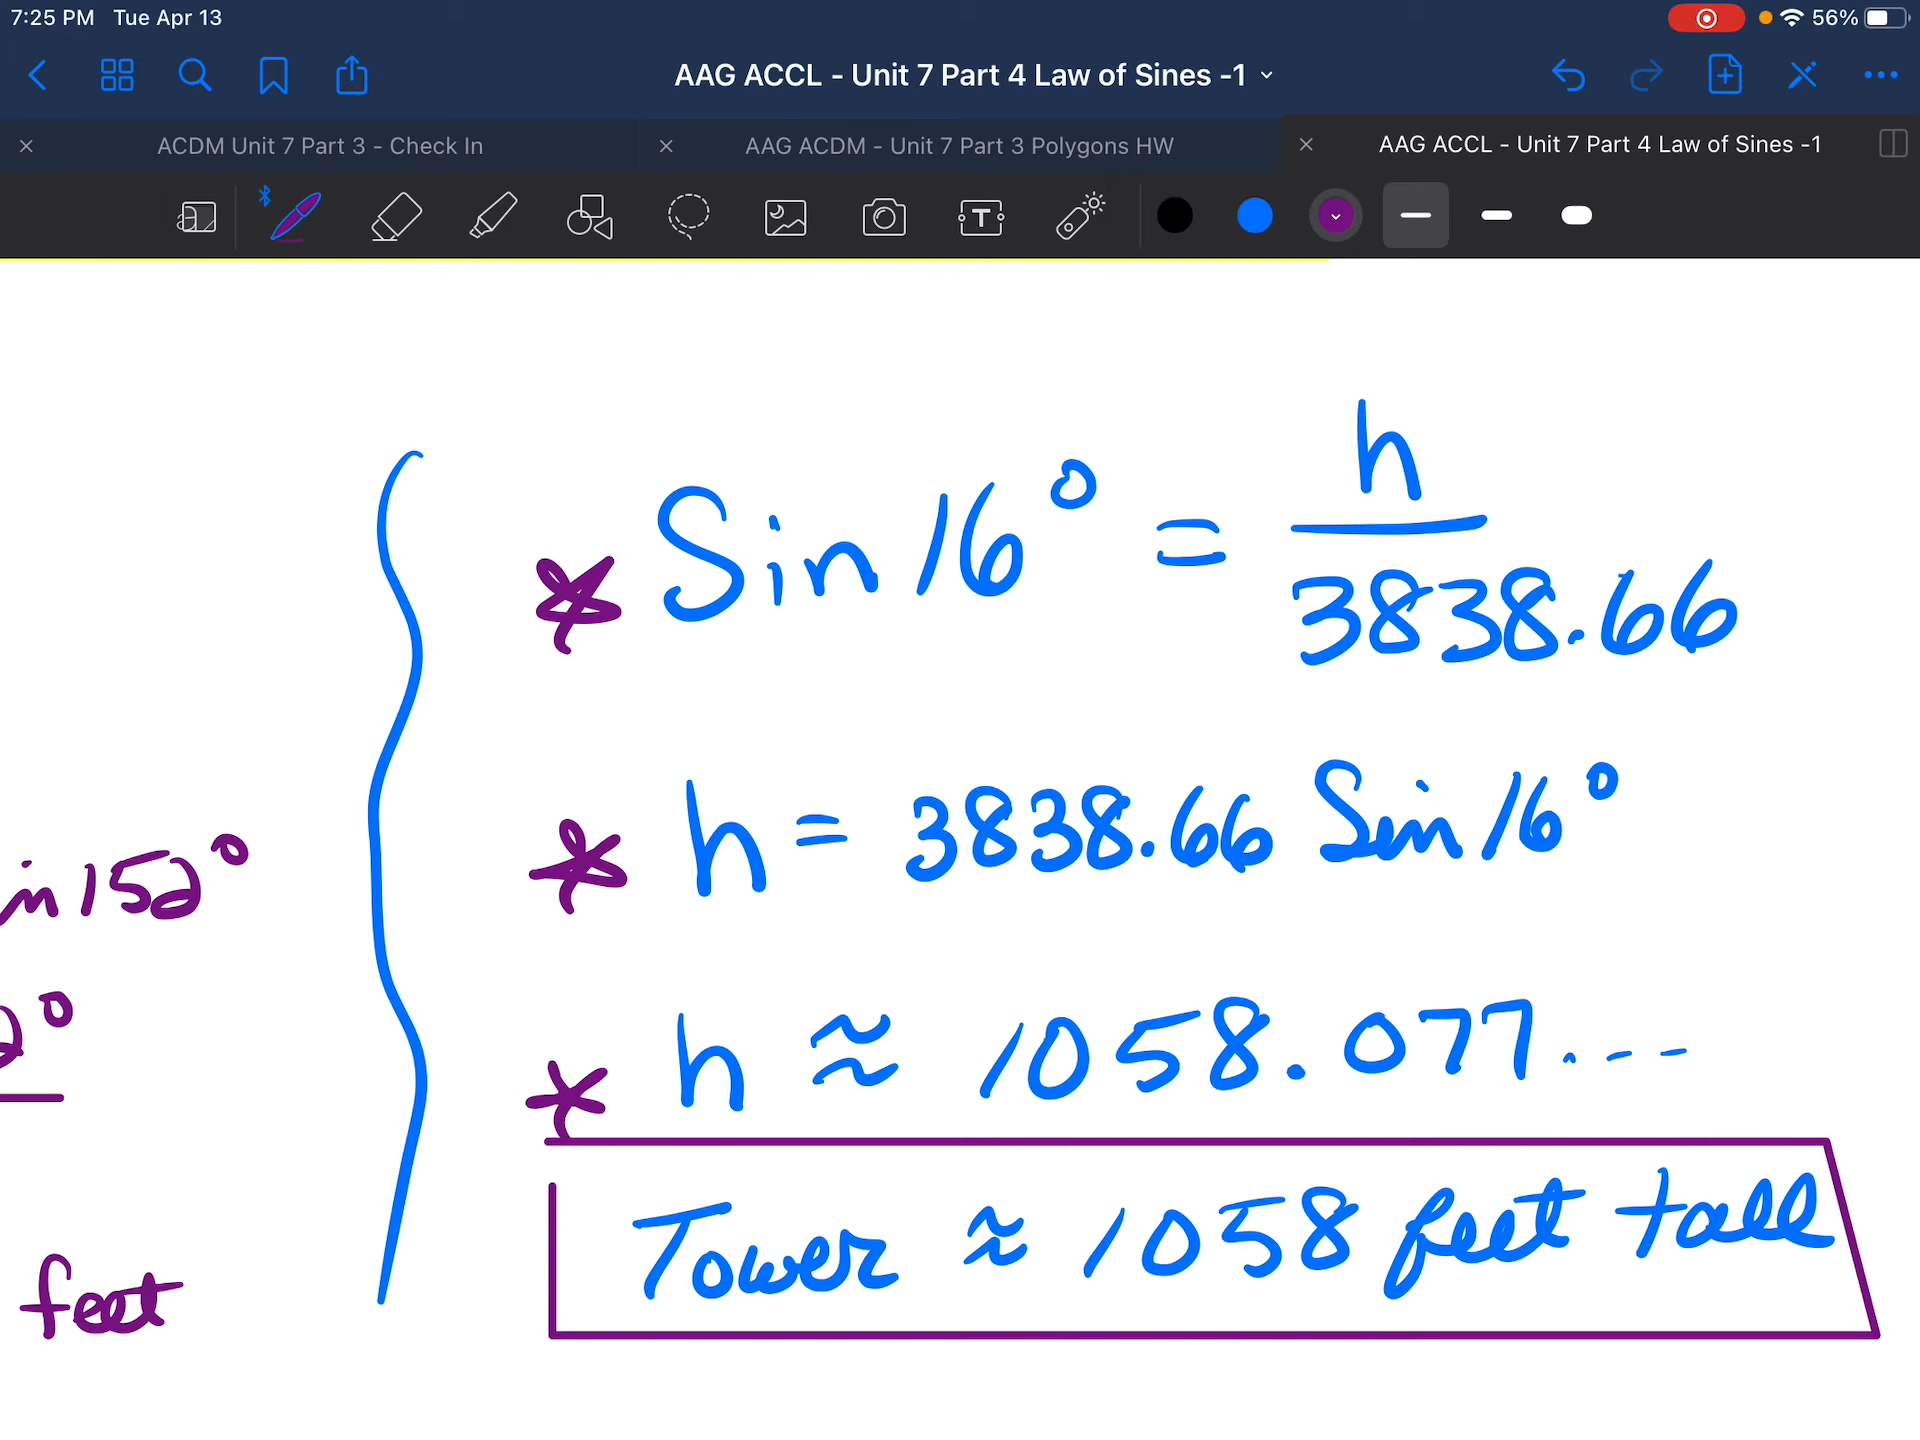 7:25 PM Tue Apr 13
56%
AAG ACCL - Unit 7 Part 4 Law of Sines -1
ACDM Unit 7 Part 3 - Check In
AAG ACDM - Unit 7 Part 3 Polygons HW
AAG ACCL - Unit 7 Part 4 Law of Sines -1
* Sin 16° = h / 3838.66
* h = 3838.66 Sin 16°
in 152°
2°
* h ≈ 1058.077...
Tower ≈ 1058 feet tall
feet